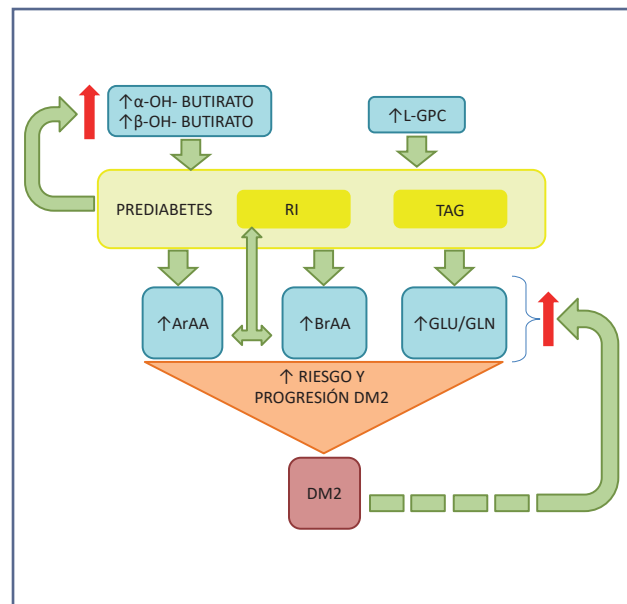 ↑α-OH- BUTIRATO
↑β-OH- BUTIRATO
↑L-GPC
PREDIABETES
RI
TAG
↑ArAA
↑BrAA
↑GLU/GLN
↑ RIESGO Y
PROGRESIÓN DM2
DM2